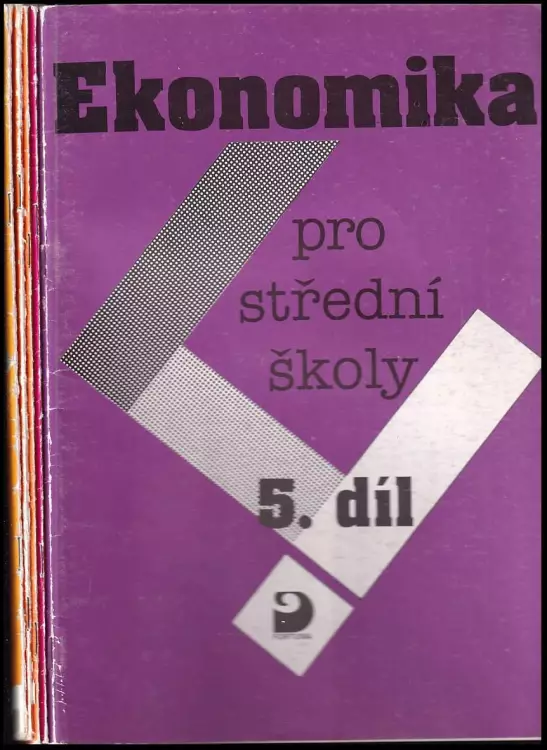 Ekonomika
pro
střední
školy
5. díl
FORTUNA